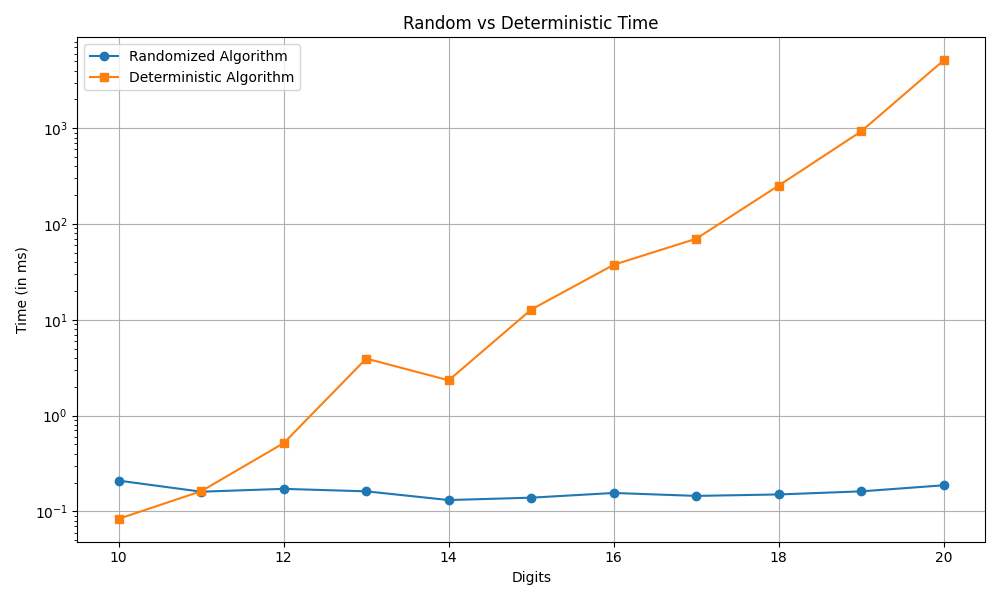 Random vs Deterministic Time
Randomized Algorithm
Deterministic Algorithm
Time (in ms)
10³
10²
10¹
10⁰
10⁻¹
10 12 14 16 18 20
Digits